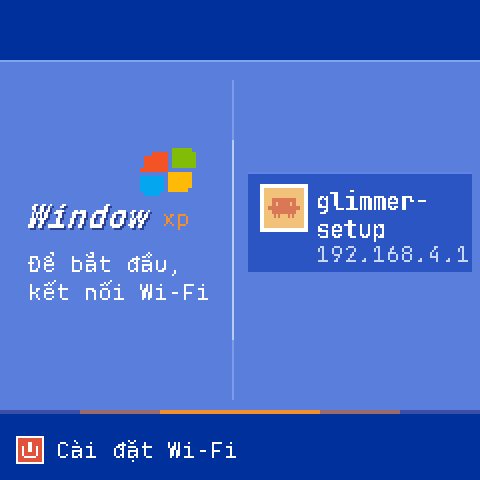 Window xp
Để bắt đầu,
kết nối Wi-Fi
glimmer-
setup
192.168.4.1
Cài đặt Wi-Fi